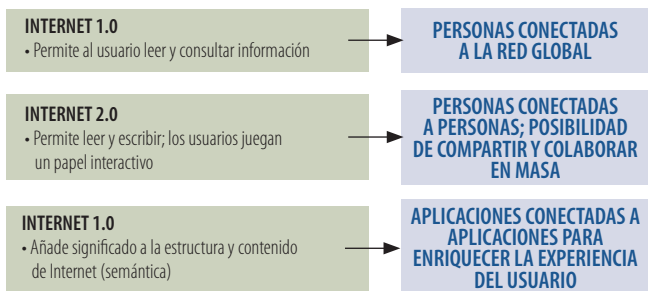 INTERNET 1.0
• Permite al usuario leer y consultar información
PERSONAS CONECTADAS
A LA RED GLOBAL
INTERNET 2.0
• Permite leer y escribir; los usuarios juegan
un papel interactivo
PERSONAS CONECTADAS
A PERSONAS; POSIBILIDAD
DE COMPARTIR Y COLABORAR
EN MASA
INTERNET 1.0
• Añade significado a la estructura y contenido
de Internet (semántica)
APLICACIONES CONECTADAS A
APLICACIONES PARA
ENRIQUECER LA EXPERIENCIA
DEL USUARIO